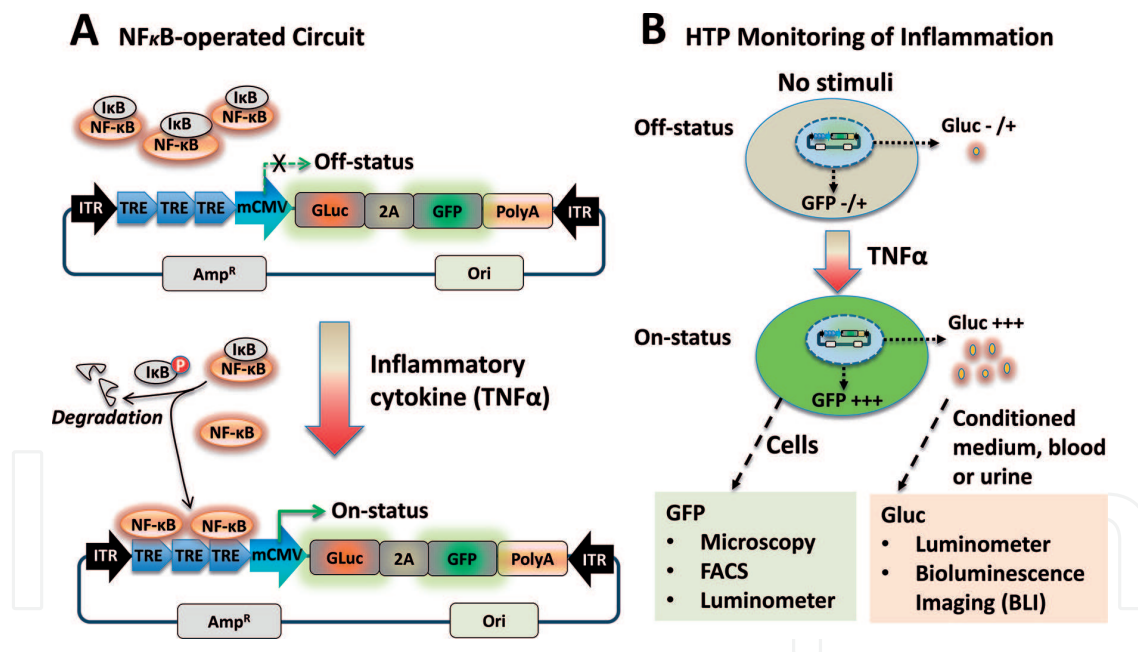 A NFκB-operated Circuit
IκB
NF-κB
IκB
NF-κB
IκB
NF-κB
X
Off-status
ITR TRE TRE TRE mCMV GLuc 2A GFP PolyA ITR
Amp^R Ori
IκB P
IκB
NF-κB
Degradation
NF-κB
Inflammatory
cytokine (TNFα)
NF-κB NF-κB
On-status
ITR TRE TRE TRE mCMV GLuc 2A GFP PolyA ITR
Amp^R Ori
B HTP Monitoring of Inflammation
No stimuli
Off-status
Gluc - /+
GFP -/+
TNFα
On-status
Gluc +++
GFP +++
Cells
Conditioned
medium, blood
or urine
GFP
• Microscopy
• FACS
• Luminometer
Gluc
• Luminometer
• Bioluminescence
Imaging (BLI)